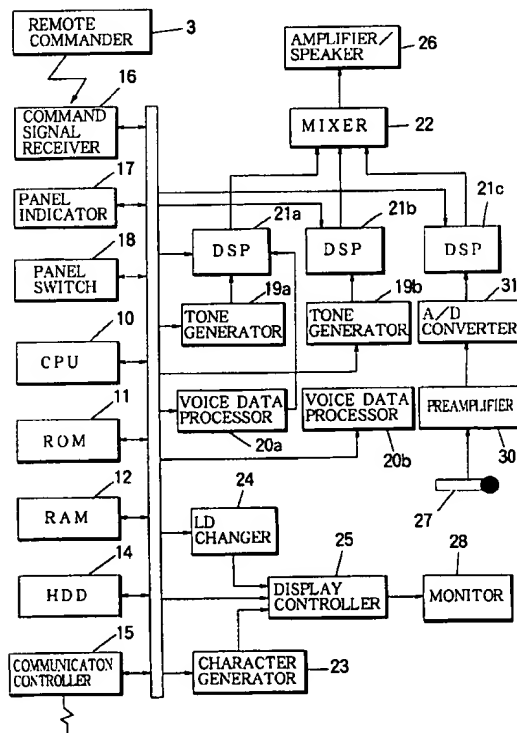 REMOTE
COMMANDER
3
16
COMMAND
SIGNAL
RECEIVER
17
PANEL
INDICATOR
18
PANEL
SWITCH
10
CPU
11
ROM
12
RAM
14
HDD
15
COMMUNICATON
CONTROLLER
AMPLIFIER/
SPEAKER
26
MIXER
22
21a
DSP
21b
DSP
21c
DSP
19a
TONE
GENERATOR
19b
TONE
GENERATOR
31
A/D
CONVERTER
VOICE DATA
PROCESSOR
20a
VOICE DATA
PROCESSOR
20b
PREAMPLIFIER
30
27
24
LD
CHANGER
25
DISPLAY
CONTROLLER
28
MONITOR
CHARACTER
GENERATOR
23